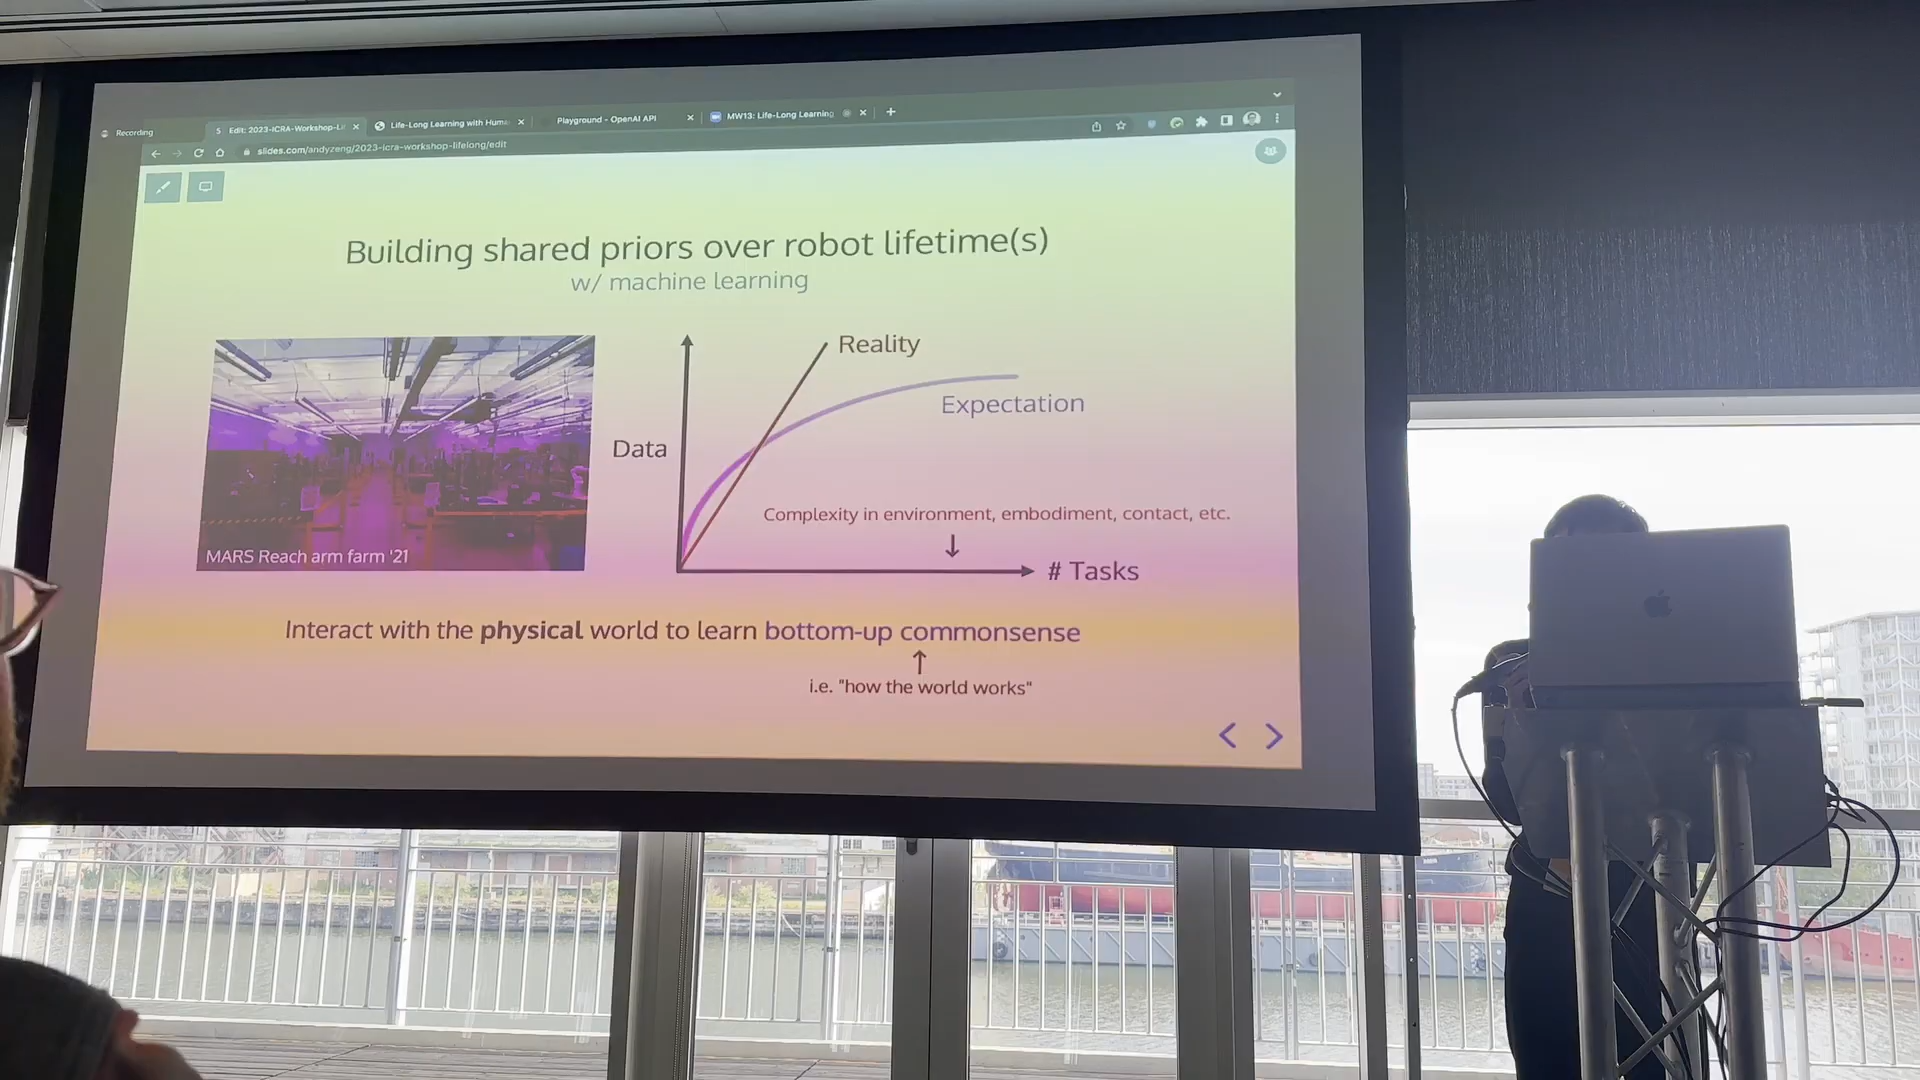 Recording
Edit: 2023-ICRA-Workshop-Li
Life-Long Learning with Huma
Playground - OpenAI API
MW13: Life-Long Learning
slides.com/andyzeng/2023-icra-workshop-lifelong/edit
Building shared priors over robot lifetime(s)
w/ machine learning
Reality
Expectation
Data
Complexity in environment, embodiment, contact, etc.
# Tasks
MARS Reach arm farm '21
Interact with the physical world to learn bottom-up commonsense
i.e. "how the world works"